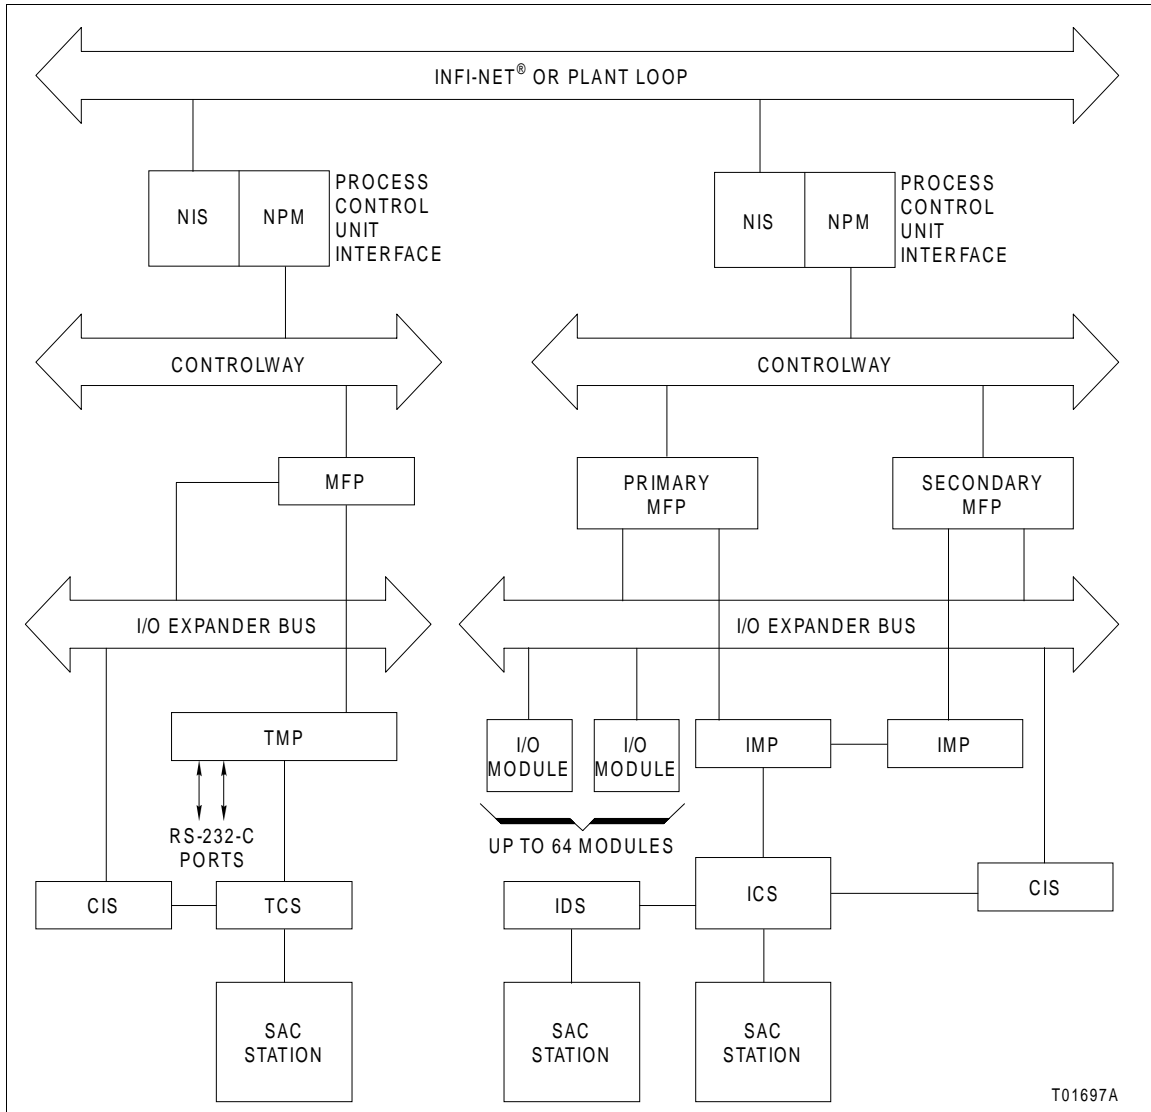 INFI-NET® OR PLANT LOOP
NIS
NPM
PROCESS
CONTROL
UNIT
INTERFACE
NIS
NPM
PROCESS
CONTROL
UNIT
INTERFACE
CONTROLWAY
CONTROLWAY
MFP
PRIMARY
MFP
SECONDARY
MFP
I/O EXPANDER BUS
I/O EXPANDER BUS
TMP
I/O
MODULE
I/O
MODULE
IMP
IMP
RS-232-C
PORTS
UP TO 64 MODULES
CIS
TCS
IDS
ICS
CIS
SAC
STATION
SAC
STATION
SAC
STATION
T01697A